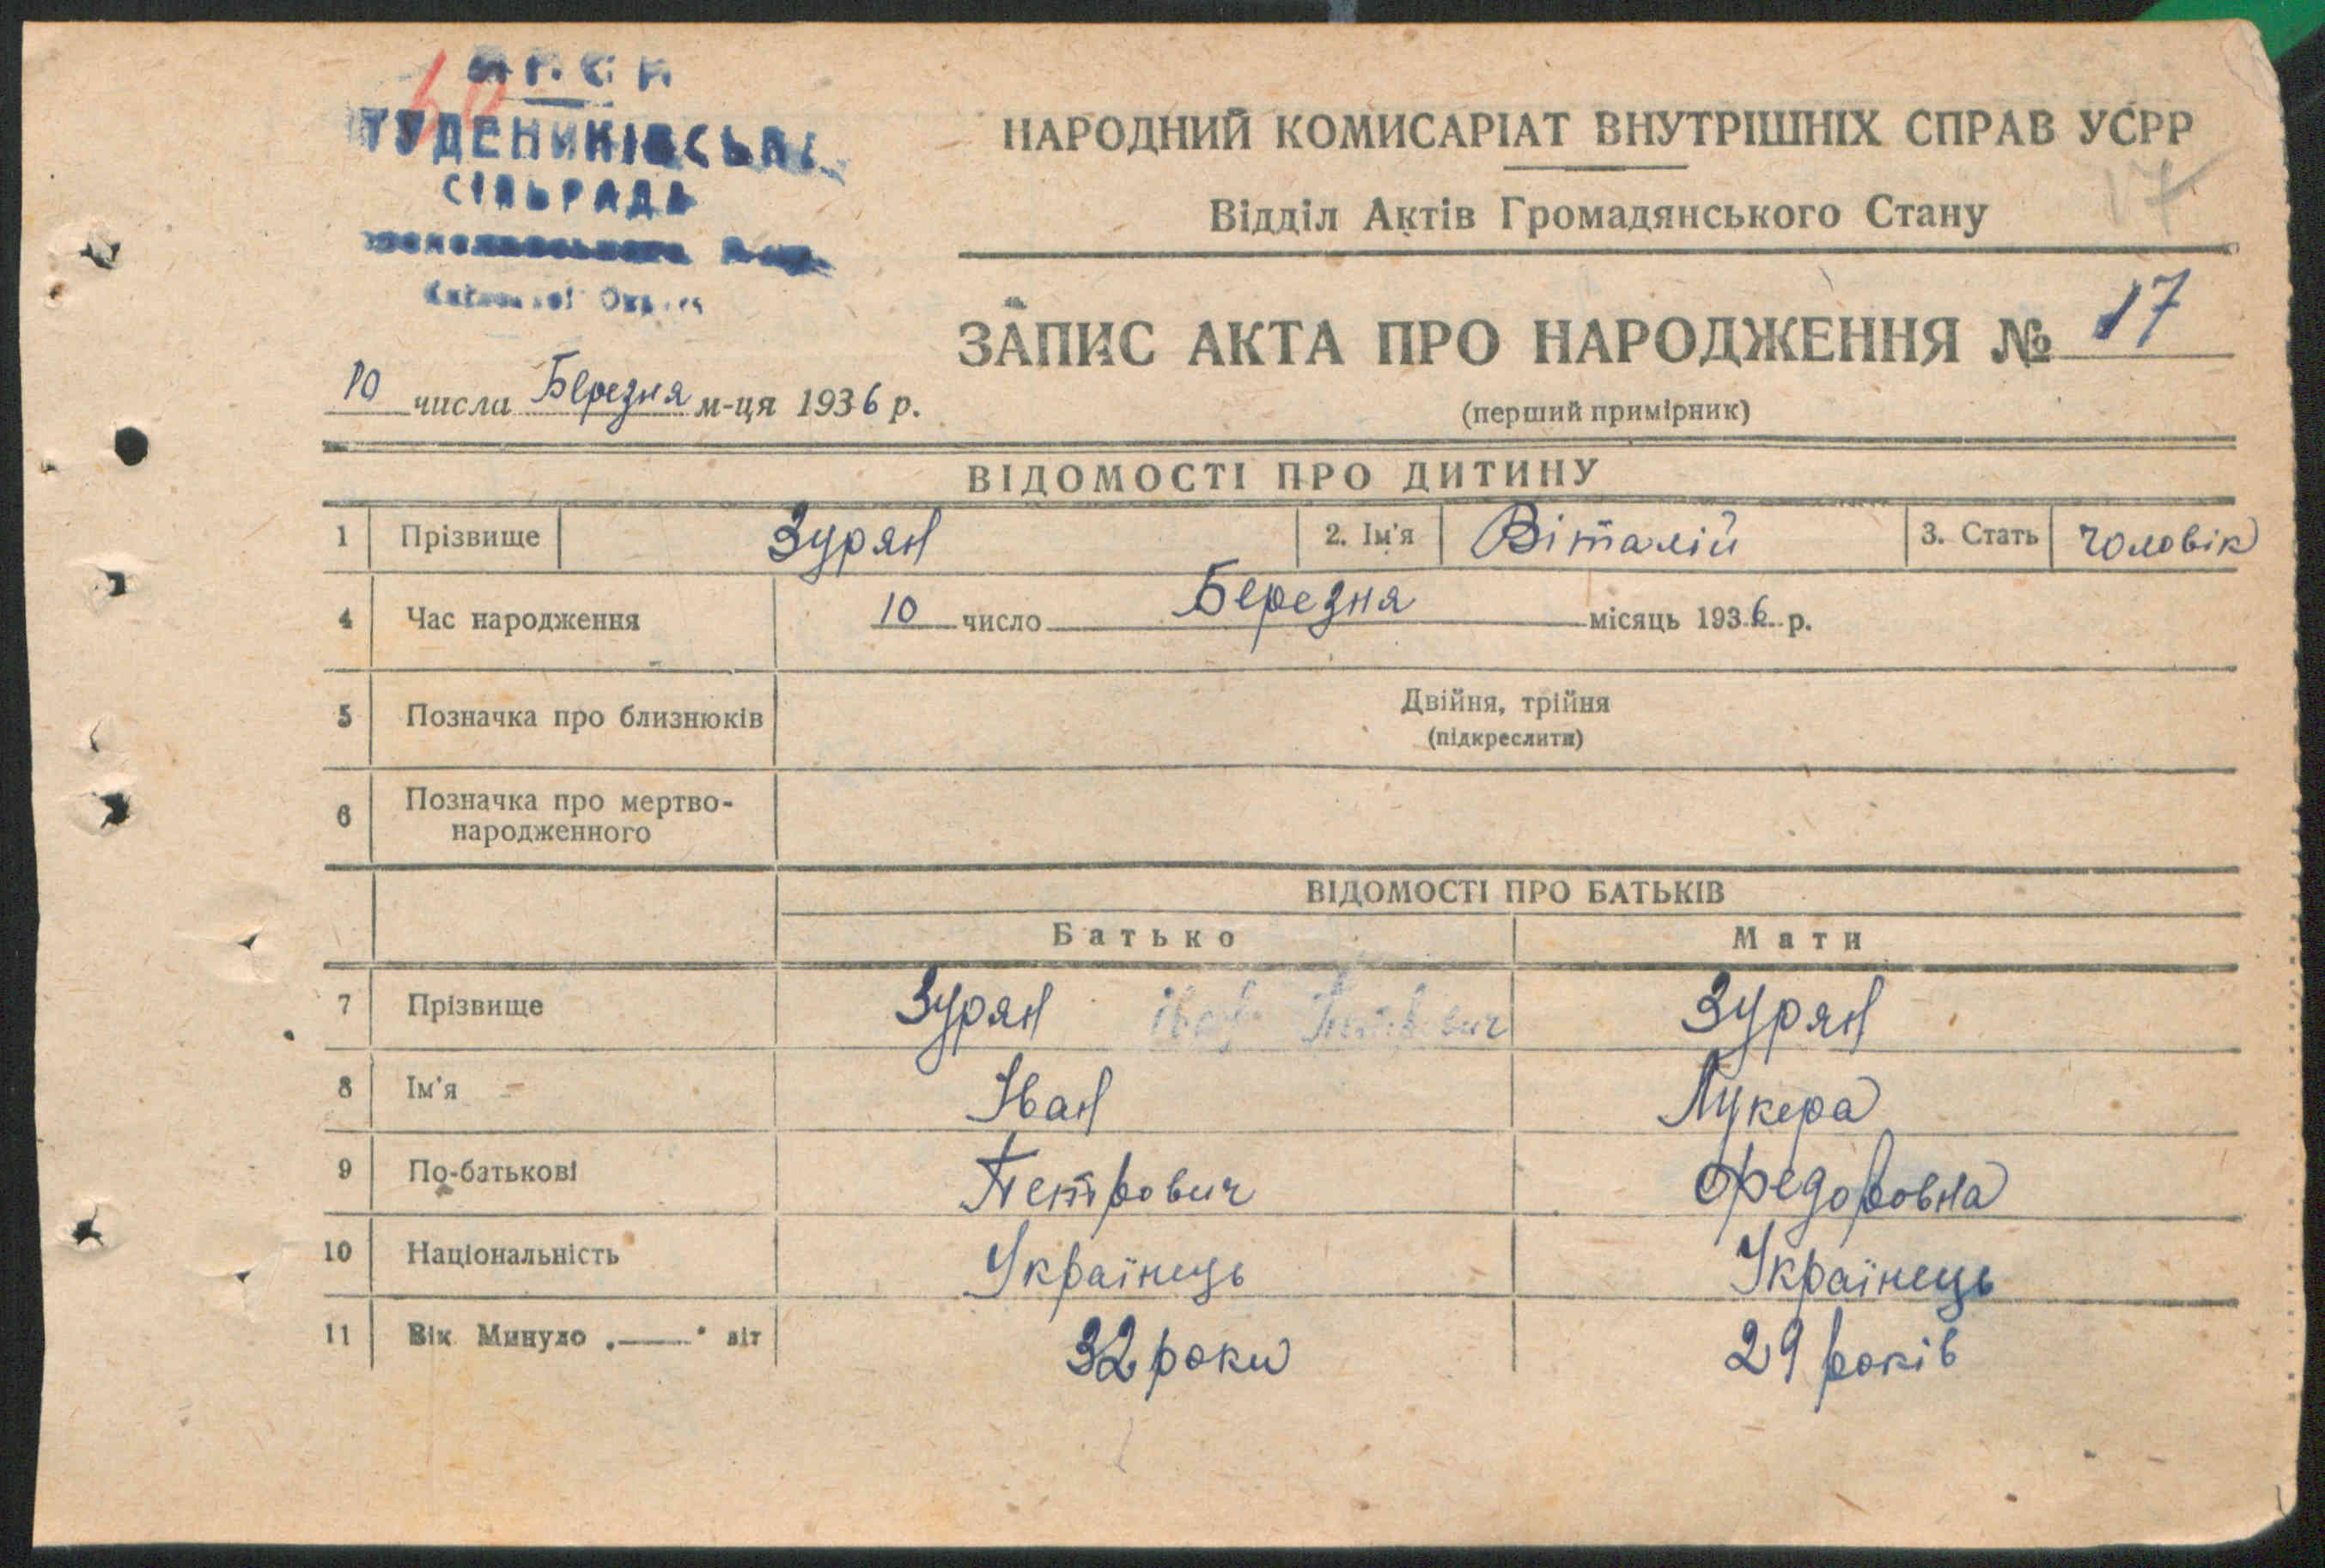 СТУДЕНИКІВСЬКА
СІЛЬРАДА
НАРОДНИЙ КОМИСАРІАТ ВНУТРІШНІХ СПРАВ УСРР
17
Відділ Актів Громадянського Стану
ЗАПИС АКТА ПРО НАРОДЖЕННЯ № 17
10 числа Березня м-ця 1936 р.
(перший примірник)
ВІДОМОСТІ ПРО ДИТИНУ
1 Прізвище Зурян 2. Ім'я Віталій 3. Стать чоловік
4 Час народження 10 число Березня місяць 1936 р.
5 Позначка про близнюків Двійня, трійня
(підкреслити)
6 Позначка про мертво-
народженного
ВІДОМОСТІ ПРО БАТЬКІВ
Батько Мати
7 Прізвище Зурян Зурян
8 Ім'я Іван Лукера
9 По-батькові Петрович Федоровна
10 Національність Українець Українець
11 Вік Минуло „——" літ 32 роки 29 років